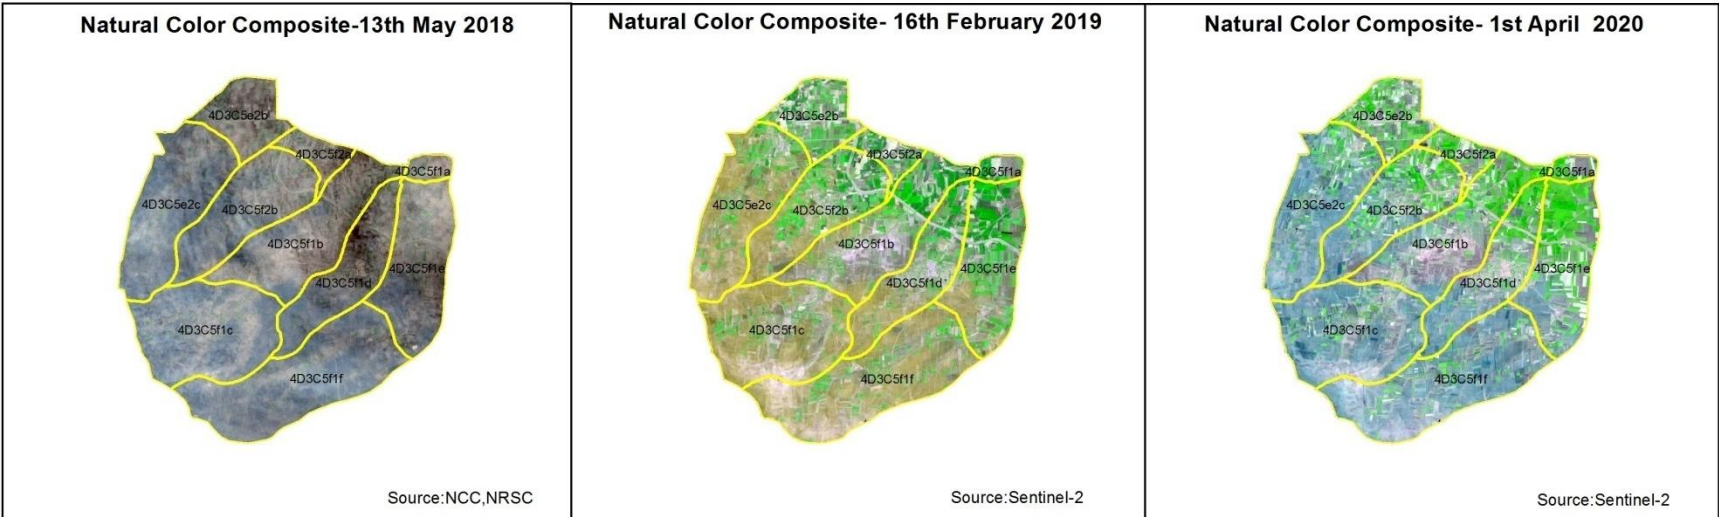 Natural Color Composite-13th May 2018
4D3C5e2b
4D3C5f2a
4D3C5f1a
4D3C5e2c
4D3C5f2b
4D3C5f1b
4D3C5f1e
4D3C5f1d
4D3C5f1c
4D3C5f1f
Source:NCC,NRSC
Natural Color Composite- 16th February 2019
4D3C5e2b
4D3C5f2a
4D3C5f1a
4D3C5e2c
4D3C5f2b
4D3C5f1b
4D3C5f1e
4D3C5f1d
4D3C5f1c
4D3C5f1f
Source:Sentinel-2
Natural Color Composite- 1st April 2020
4D3C5e2b
4D3C5f2a
4D3C5f1a
4D3C5e2c
4D3C5f2b
4D3C5f1b
4D3C5f1e
4D3C5f1d
4D3C5f1c
4D3C5f1f
Source:Sentinel-2